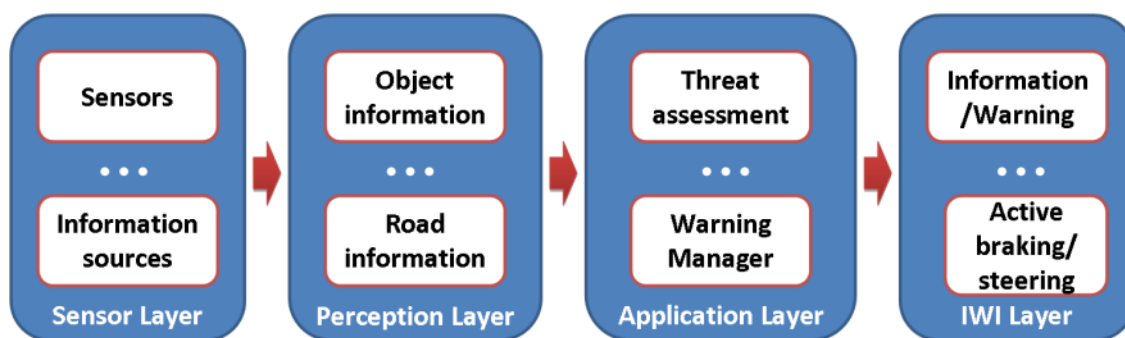 Sensors
...
Information
sources
Sensor Layer
Object
information
...
Road
information
Perception Layer
Threat
assessment
...
Warning
Manager
Application Layer
Information
/Warning
...
Active
braking/
steering
IWI Layer